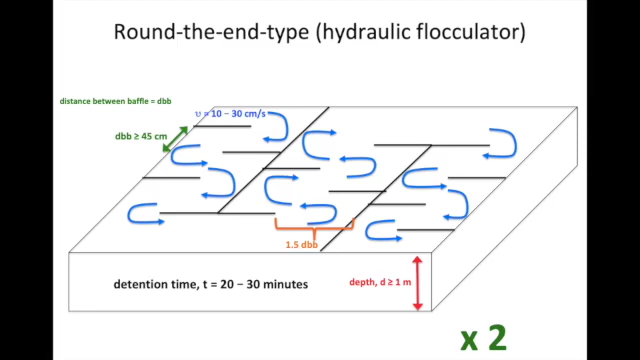 Round-the-end-type (hydraulic flocculator)
distance between baffle = dbb
υ = 10 − 30 cm/s
dbb ≥ 45 cm
1.5 dbb
detention time, t = 20 − 30 minutes
depth, d ≥ 1 m
x 2